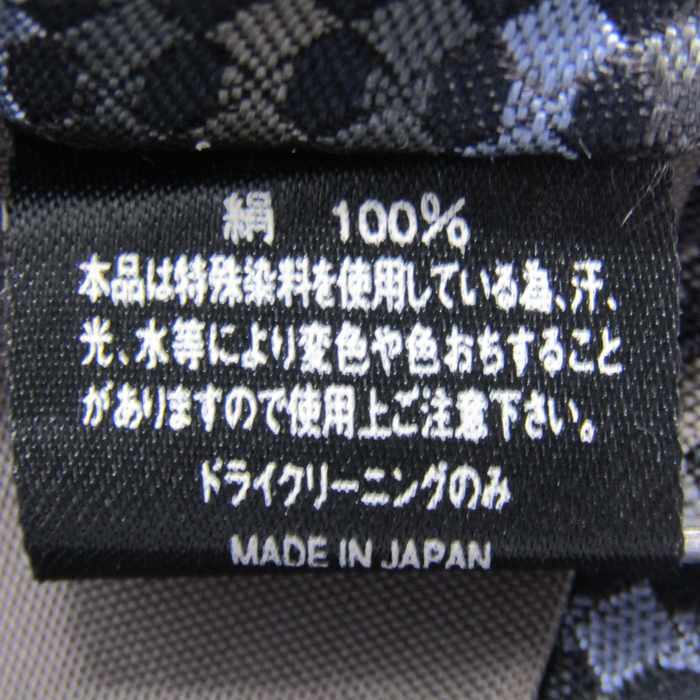 絹 100%
本品は特殊染料を使用している為、汗、
光、水等により変色や色おちすること
がありますので使用上ご注意下さい。
ドライクリーニングのみ
MADE IN JAPAN